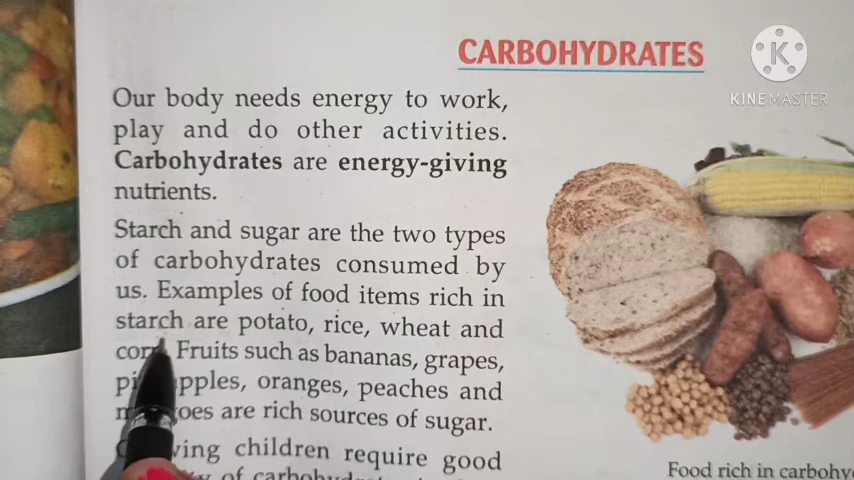 CARBOHYDRATES
KINEMASTER
Our body needs energy to work,
play and do other activities.
Carbohydrates are energy-giving
nutrients.
Starch and sugar are the two types
of carbohydrates consumed by
us. Examples of food items rich in
starch are potato, rice, wheat and
Fruits such as bananas, grapes,
oranges, peaches and
are rich sources of sugar.
children require good
of
Food rich in